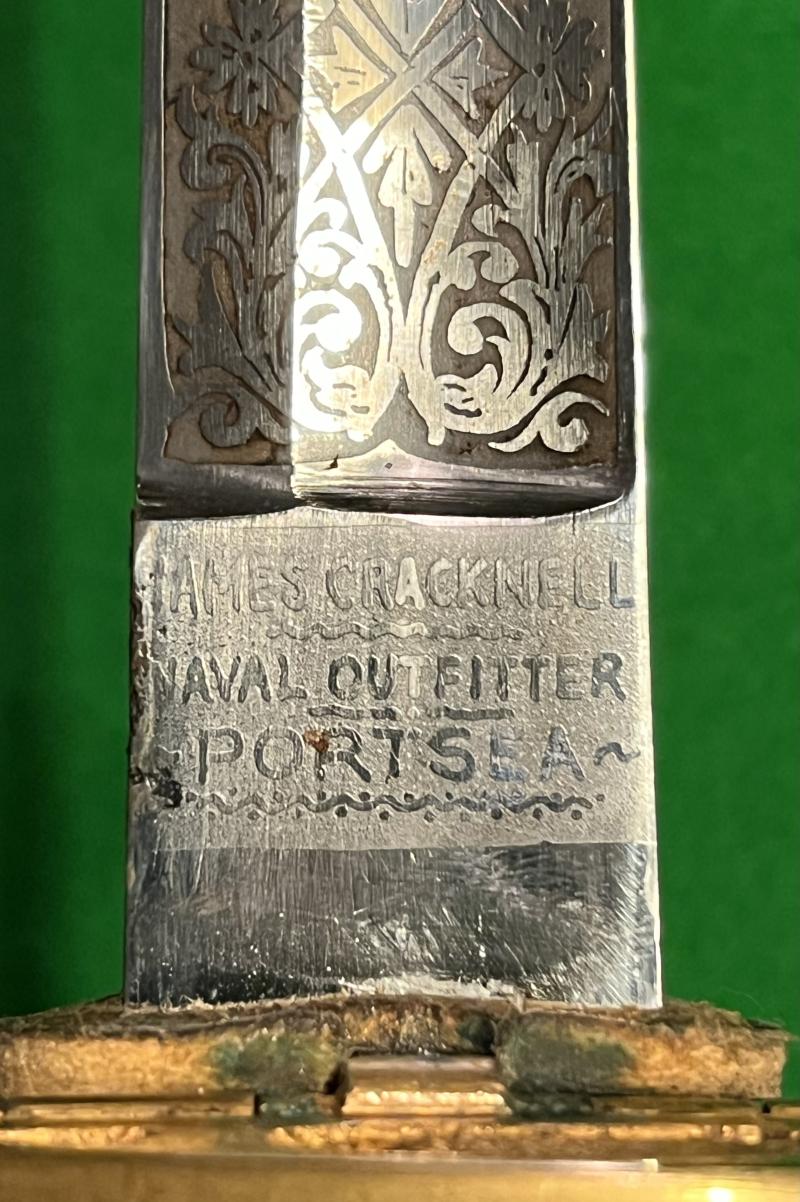 JAMES CRACKNELL
NAVAL OUTFITTER
~PORTSEA~